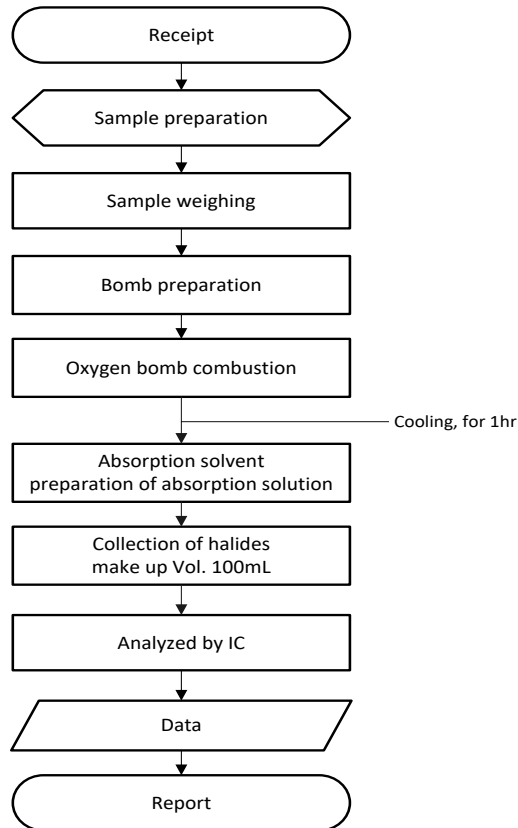 Receipt
Sample preparation
Sample weighing
Bomb preparation
Oxygen bomb combustion
Cooling, for 1hr
Absorption solvent
preparation of absorption solution
Collection of halides
make up Vol. 100mL
Analyzed by IC
Data
Report